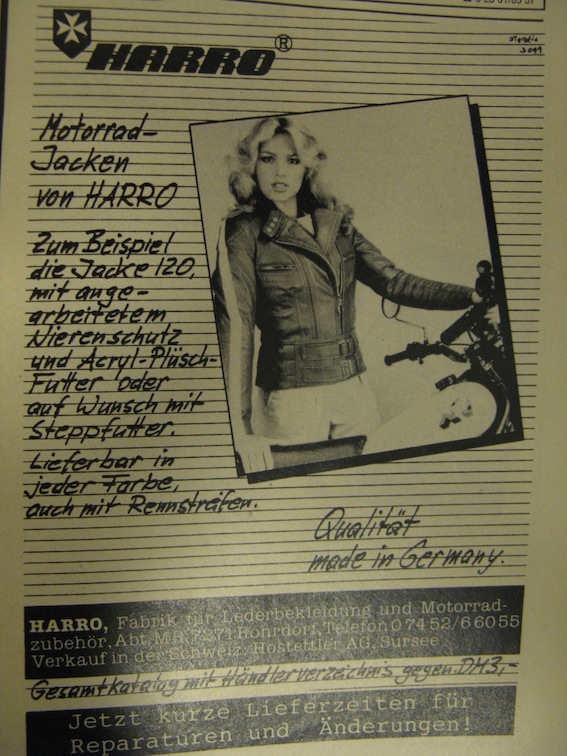 HARRO®
Motorrad-
Jacken
von HARRO
Zum Beispiel
die Jacke 120,
mit ange-
arbeitetem
Nierenschutz
und Acryl-Plüsch-
Futter oder
auf Wunsch mit
Steppfutter.
Lieferbar in
jeder Farbe,
auch mit Rennstreifen.
Qualität
made in Germany.
HARRO, Fabrik für Lederbekleidung und Motorrad-
zubehör, Abt. MR, 7271 Rohrdorf, Telefon 07452/66055
Verkauf in der Schweiz: Hostettler AG, Sursee
Gesamtkatalog mit Händlerverzeichnis gegen DM 3,-
Jetzt kurze Lieferzeiten für
Reparaturen und Änderungen!